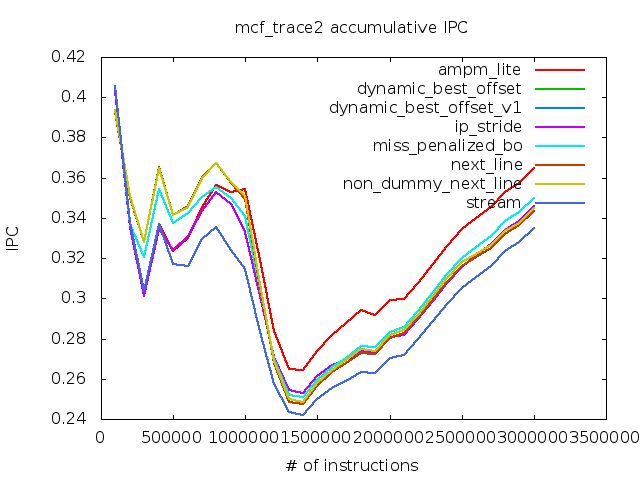 mcf_trace2 accumulative IPC
0.42
0.4
0.38
0.36
0.34
0.32
0.3
0.28
0.26
0.24
IPC
ampm_lite
dynamic_best_offset
dynamic_best_offset_v1
ip_stride
miss_penalized_bo
next_line
non_dummy_next_line
stream
0 500000 1000000 1500000 2000000 2500000 3000000 3500000
# of instructions